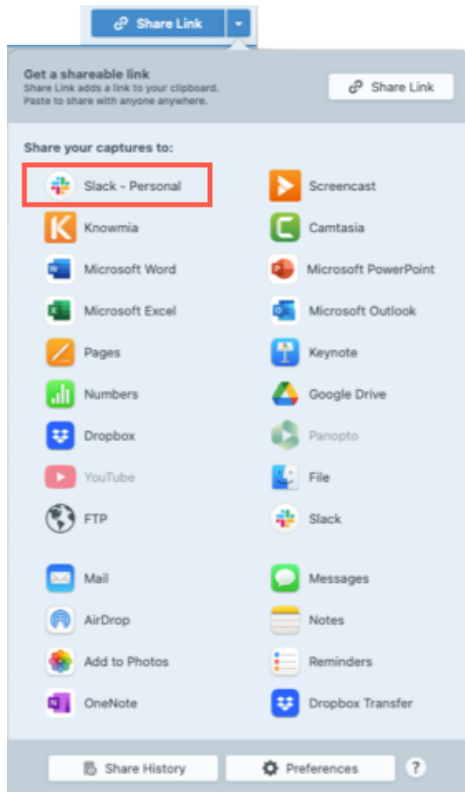 Share Link
Get a shareable link
Share Link adds a link to your clipboard.
Paste to share with anyone anywhere.
Share Link
Share your captures to:
Slack - Personal
Screencast
Knowmia
Camtasia
Microsoft Word
Microsoft PowerPoint
Microsoft Excel
Microsoft Outlook
Pages
Keynote
Numbers
Google Drive
Dropbox
Panopto
YouTube
File
FTP
Slack
Mail
Messages
AirDrop
Notes
Add to Photos
Reminders
OneNote
Dropbox Transfer
Share History
Preferences
?